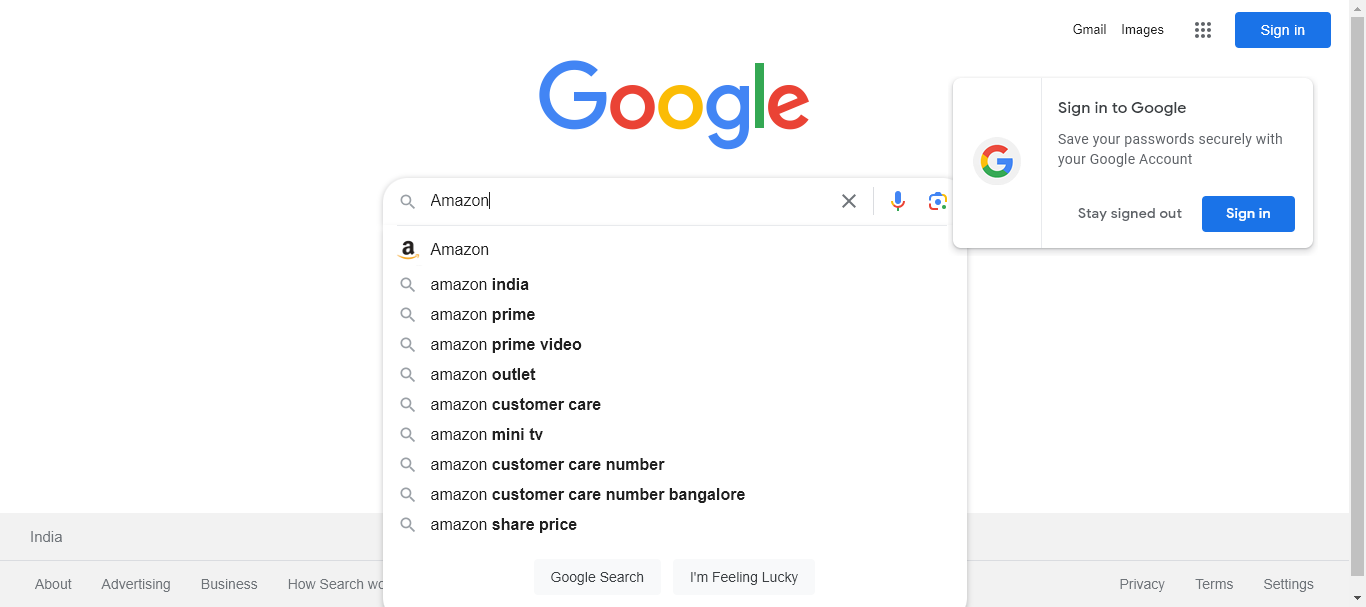 Gmail Images Sign in
Google
Sign in to Google
Save your passwords securely with
your Google Account
Stay signed out Sign in
Amazon
a Amazon
amazon india
amazon prime
amazon prime video
amazon outlet
amazon customer care
amazon mini tv
amazon customer care number
amazon customer care number bangalore
amazon share price
Google Search I'm Feeling Lucky
India
About Advertising Business How Search Privacy Terms Settings